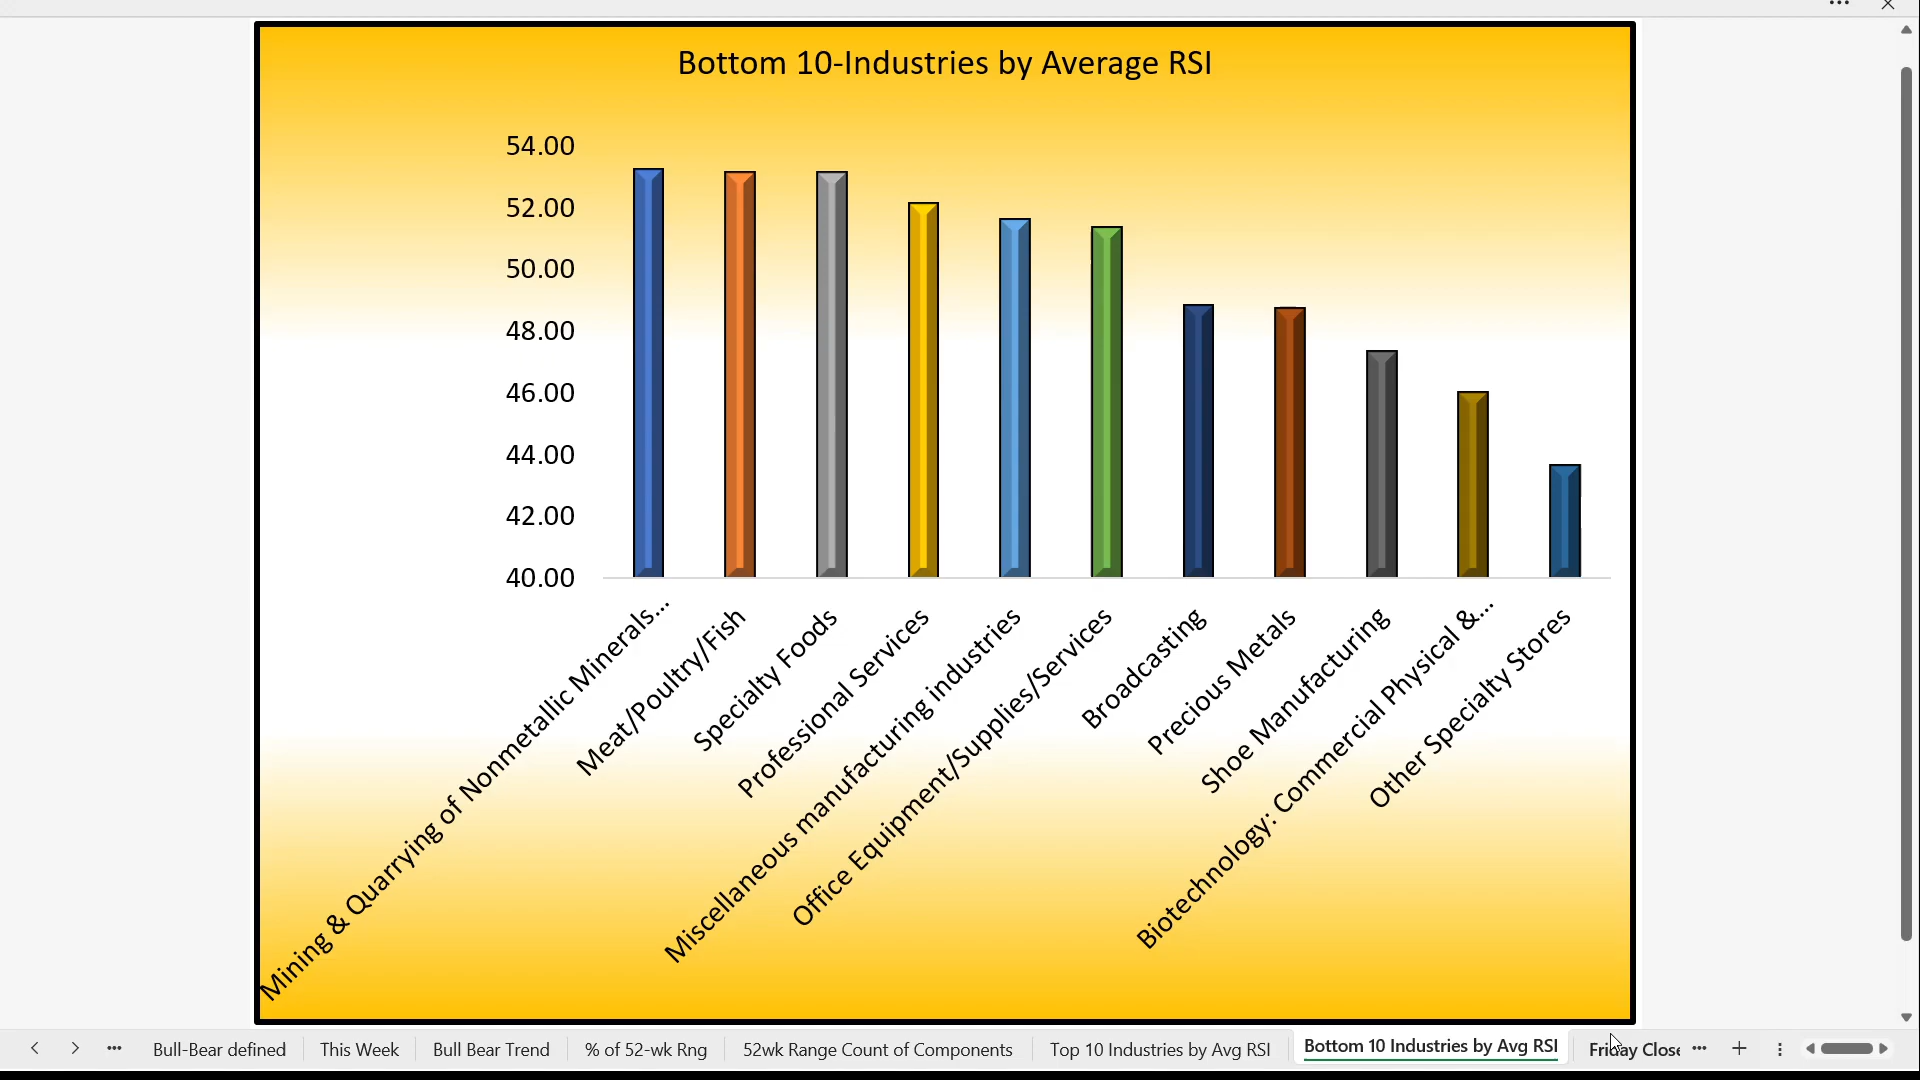 Bottom 10-Industries by Average RSI
54.00
52.00
50.00
48.00
46.00
44.00
42.00
40.00
Mining & Quarrying of Nonmetallic Minerals...
Meat/Poultry/Fish
Specialty Foods
Professional Services
Miscellaneous manufacturing industries
Office Equipment/Supplies/Services
Broadcasting
Precious Metals
Shoe Manufacturing
Biotechnology: Commercial Physical &...
Other Specialty Stores
Bull-Bear defined
This Week
Bull Bear Trend
% of 52-wk Rng
52wk Range Count of Components
Top 10 Industries by Avg RSI
Bottom 10 Industries by Avg RSI
Friday Close